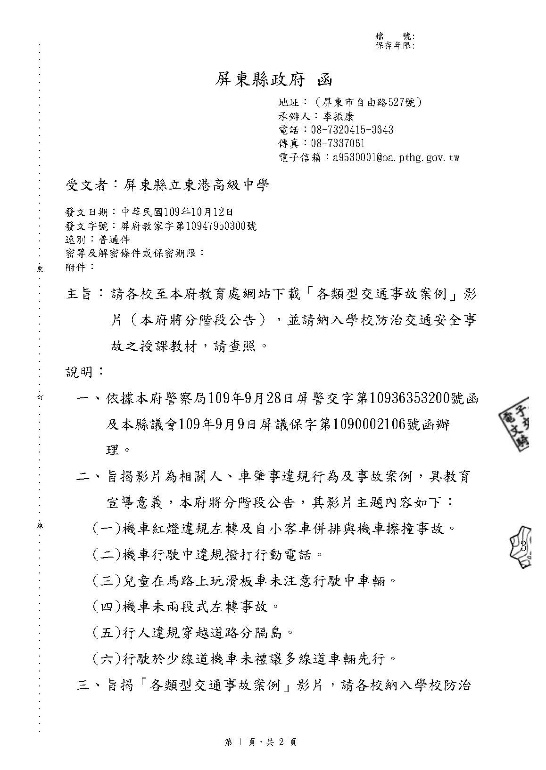 檔　　號：
保存年限：
屏東縣政府 函
地址：（屏東市自由路527號）
承辦人：李振康
電話：08-7320415-3643
傳真：08-7337061
電子信箱：a9530001@oa.pthg.gov.tw
受文者：屏東縣立東港高級中學
發文日期：中華民國109年10月12日
發文字號：屏府教家字第10947950300號
速別：普通件
密等及解密條件或保密期限：
附件：
主旨：請各校至本府教育處網站下載「各類型交通事故案例」影
片（本府將分階段公告），並請納入學校防治交通安全事
故之授課教材，請查照。
說明：
一、依據本府警察局109年9月28日屏警交字第10936353200號函
及本縣議會109年9月9日屏議保字第1090002106號函辦
理。
二、旨揭影片為相關人、車肇事違規行為及事故案例，具教育
宣導意義，本府將分階段公告，其影片主題內容如下：
(一)機車紅燈違規左轉及自小客車併排與機車擦撞事故。
(二)機車行駛中違規撥打行動電話。
(三)兒童在馬路上玩滑板車未注意行駛中車輛。
(四)機車未兩段式左轉事故。
(五)行人違規穿越道路分隔島。
(六)行駛於少線道機車未禮讓多線道車輛先行。
三、旨揭「各類型交通事故案例」影片，請各校納入學校防治
裝
訂
線
電子
文
第 1 頁，共 2 頁